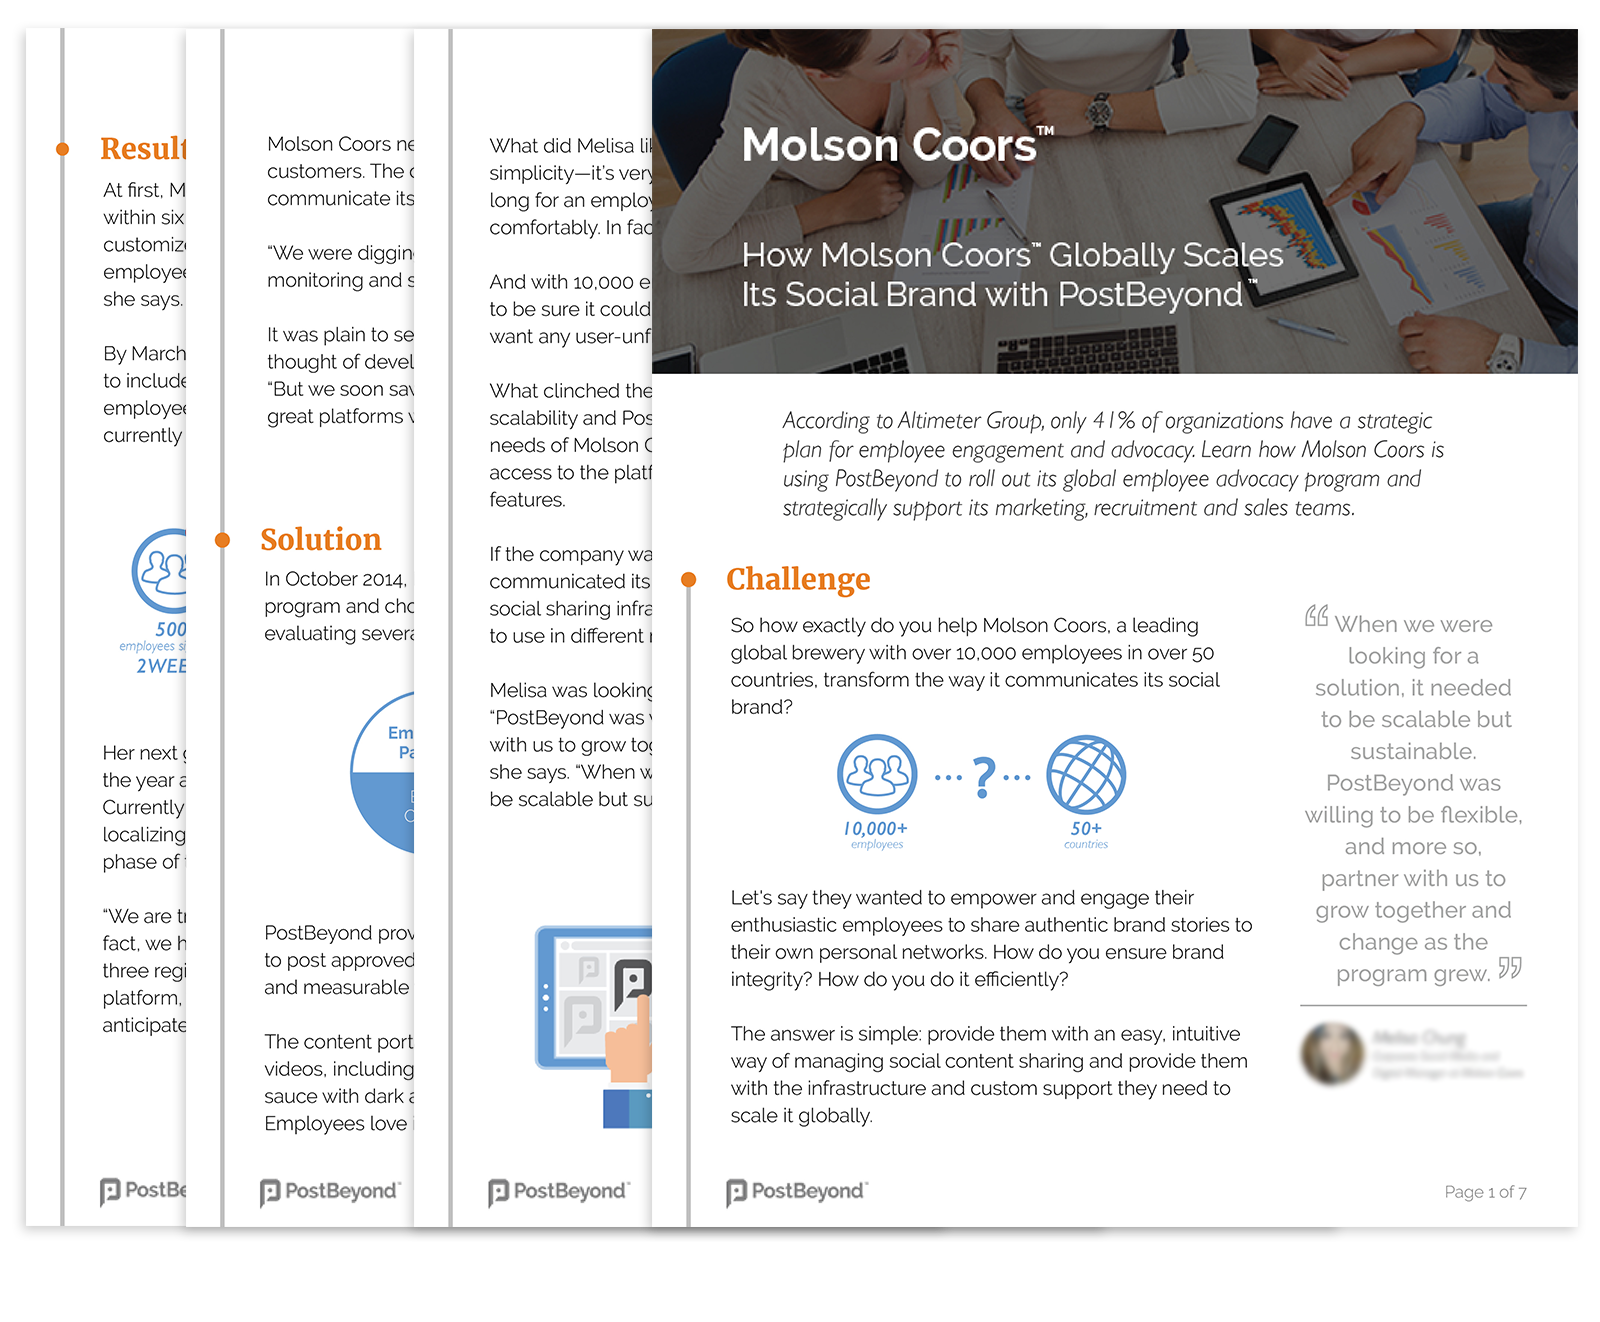 Result
At first, M
within six
customize
employee
she says.
By March
to include
employee
currently
500
employees si
2WEE
Her next g
the year a
Currently
localizing
phase of
"We are tr
fact, we h
three regi
platform,
anticipate
PostBe
Molson Coors ne
customers. The c
communicate its
"We were diggin
monitoring and s
It was plain to se
thought of devel
"But we soon sav
great platforms v
Solution
In October 2014,
program and cho
evaluating severa
Em
Pa
PostBeyond prov
to post approved
and measurable
The content port
videos, including
sauce with dark a
Employees love i
PostBeyond™
What did Melisa li
simplicity—it's very
long for an employ
comfortably. In fac
And with 10,000 e
to be sure it could
want any user-unf
What clinched the
scalability and Pos
needs of Molson C
access to the platf
features.
If the company wa
communicated its
social sharing infra
to use in different r
Melisa was looking
"PostBeyond was v
with us to grow tog
she says. "When w
be scalable but su
PostBeyond™
Molson Coors™
How Molson Coors™ Globally Scales
Its Social Brand with PostBeyond™
According to Altimeter Group, only 41% of organizations have a strategic
plan for employee engagement and advocacy. Learn how Molson Coors is
using PostBeyond to roll out its global employee advocacy program and
strategically support its marketing, recruitment and sales teams.
Challenge
So how exactly do you help Molson Coors, a leading
global brewery with over 10,000 employees in over 50
countries, transform the way it communicates its social
brand?
10,000+
employees
?
50+
countries
Let's say they wanted to empower and engage their
enthusiastic employees to share authentic brand stories to
their own personal networks. How do you ensure brand
integrity? How do you do it efficiently?
The answer is simple: provide them with an easy, intuitive
way of managing social content sharing and provide them
with the infrastructure and custom support they need to
scale it globally.
"When we were
looking for a
solution, it needed
to be scalable but
sustainable.
PostBeyond was
willing to be flexible,
and more so,
partner with us to
grow together and
change as the
program grew."
PostBeyond™
Page 1 of 7